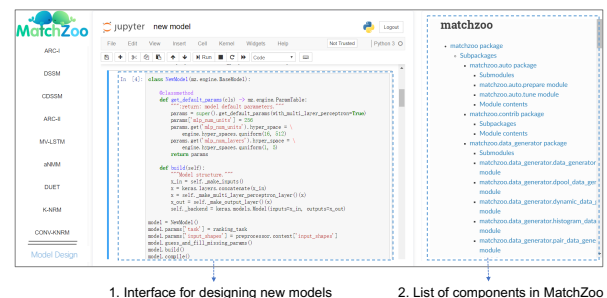 MatchZoo
ARC-I
DSSM
CDSSM
ARC-II
MV-LSTM
aNMM
DUET
K-NRM
CONV-KNRM
Model Design
jupyter new model
Logout
File Edit View Insert Cell Kernel Widgets Help
Not Trusted
Python 3
Run
Code
In [4]: class NewModel(mz.engine.BaseModel):
@classmethod
def get_default_params(cls) -> mz.engine.ParamTable:
""":return: model default parameters."""
params = super().get_default_params(with_multi_layer_perceptron=True)
params['mlp_num_units'] = 256
params.get('mlp_num_units').hyper_space = \
engine.hyper_spaces.quniform(16, 512)
params.get('mlp_num_layers').hyper_space = \
engine.hyper_spaces.quniform(1, 5)
return params
def build(self):
"""Model structure."""
x_in = self._make_inputs()
x = keras.layers.concatenate(x_in)
x = self._make_multi_layer_perceptron_layer()(x)
x_out = self._make_output_layer()(x)
self._backend = keras.models.Model(inputs=x_in, outputs=x_out)
model = NewModel()
model.params['task'] = ranking_task
model.params['input_shapes'] = preprocessor.context['input_shapes']
model.guess_and_fill_missing_params()
model.build()
model.compile()
matchzoo
matchzoo package
Subpackages
matchzoo.auto package
Submodules
matchzoo.auto.prepare module
matchzoo.auto.tune module
Module contents
matchzoo.contrib package
Subpackages
Module contents
matchzoo.data_generator package
Submodules
matchzoo.data_generator.data_generator
module
matchzoo.data_generator.dpool_data_ge
module
matchzoo.data_generator.dynamic_data_
module
matchzoo.data_generator.histogram_data
module
matchzoo.data_generator.pair_data_gene
module
1. Interface for designing new models
2. List of components in MatchZoo